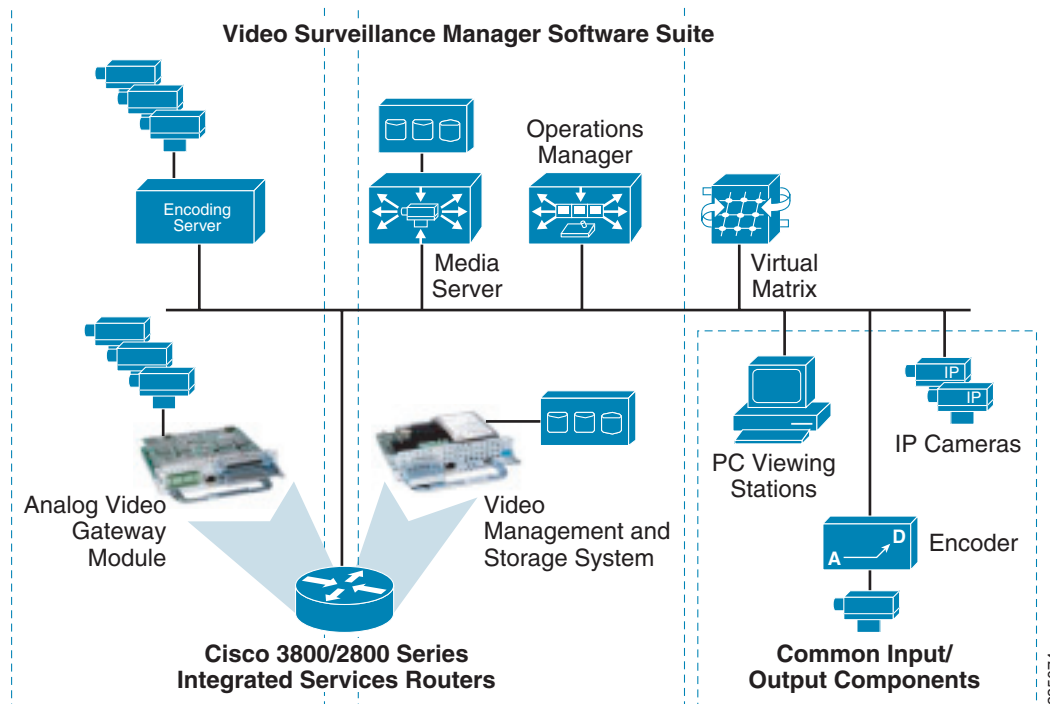 Video Surveillance Manager Software Suite
Operations
Manager
Encoding
Server
Media
Server
Virtual
Matrix
IP
IP
IP Cameras
PC Viewing
Stations
Analog Video
Gateway
Module
Video
Management and
Storage System
A
D
Encoder
Cisco 3800/2800 Series
Integrated Services Routers
Common Input/
Output Components